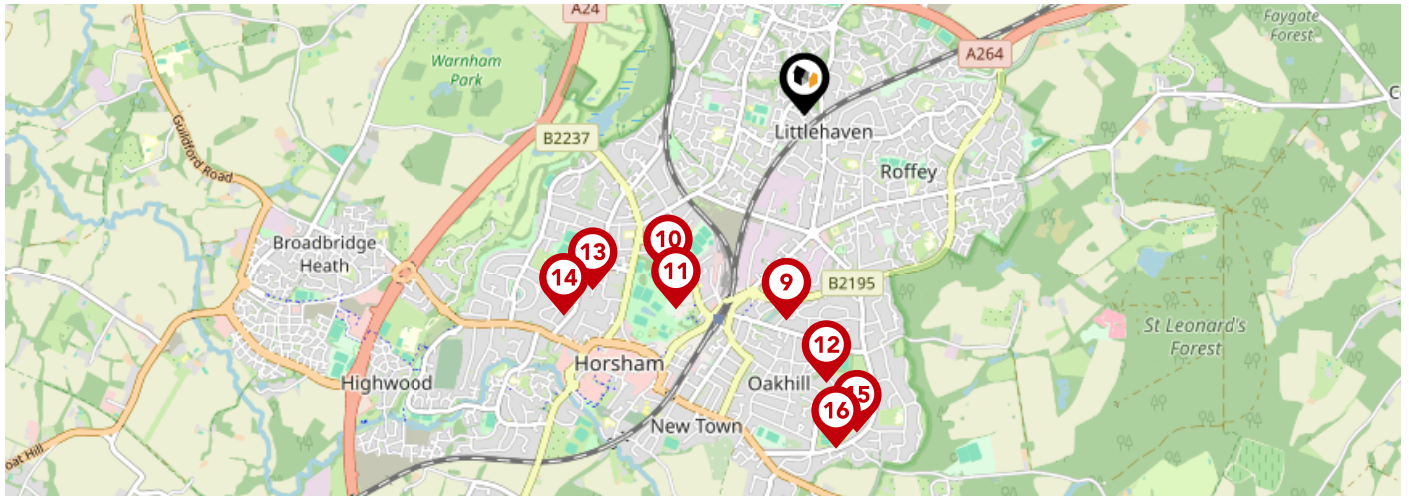 A24
Faygate
Forest
A264
Warnham
Park
C
Littlehaven
B2237
Guildford Road
Roffey
Broadbridge
Heath
10
13
11
14
9
B2195
St Leonard's
Forest
12
Horsham
Highwood
Oakhill
15
16
New Town
oat Hill